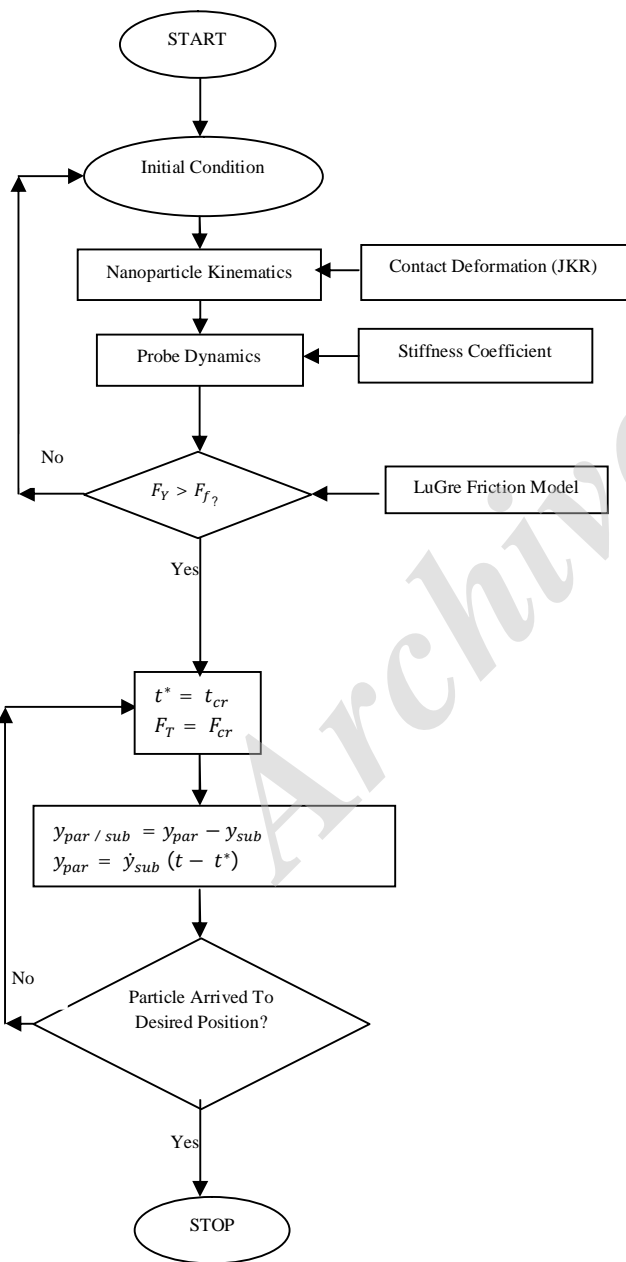 START
Initial Condition
Nanoparticle Kinematics
Contact Deformation (JKR)
Probe Dynamics
Stiffness Coefficient
No
F_Y > F_f ?
LuGre Friction Model
Yes
t* = t_cr
F_T = F_cr
y_par / sub = y_par − y_sub
y_par = ẏ_sub (t − t*)
No
Particle Arrived To
Desired Position?
Yes
STOP
Archive